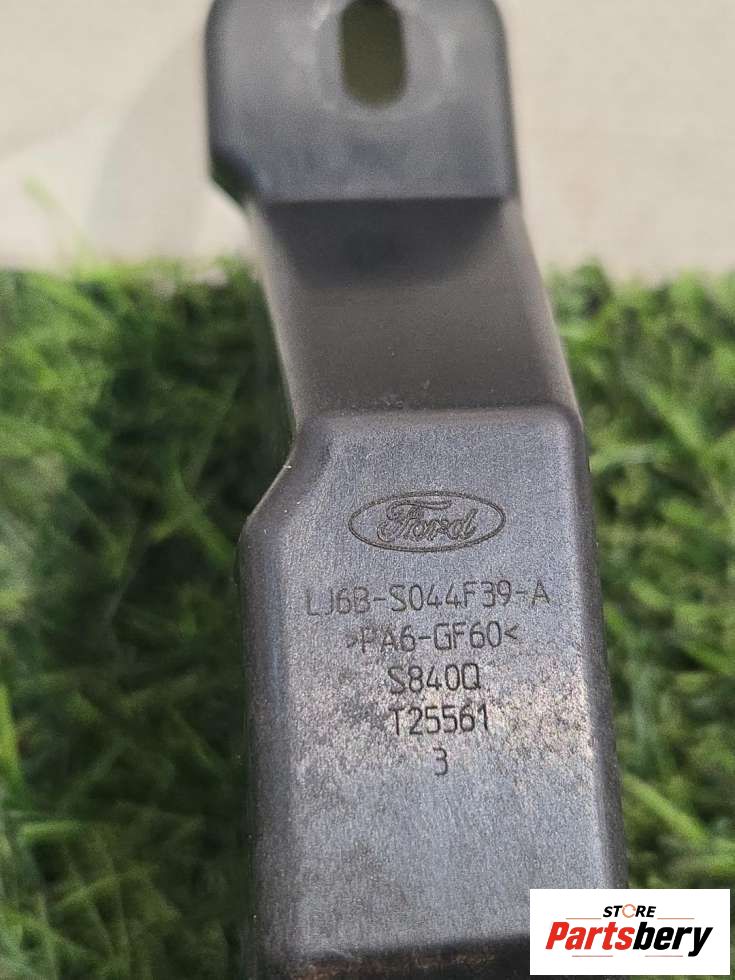 Ford
LJ6B-S044F39-A
>PA6-GF60<
S840Q
T25561
3
STORE
Partsbery